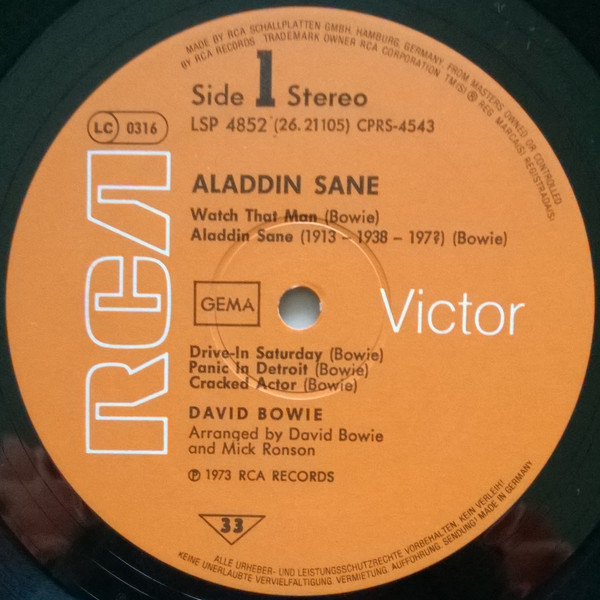 MADE BY RCA SCHALLPLATTEN GMBH, HAMBURG, GERMANY, FROM MASTERS OWNED OR CONTROLLED
BY RCA RECORDS TRADEMARK OWNER RCA CORPORATION TM(S) ® REG MARCA(S) REGISTRADA(S)
Side 1 Stereo
LC 0316
LSP 4852 (26.21105) CPRS-4543
RCA
ALADDIN SANE
Watch That Man (Bowie)
Aladdin Sane (1913 – 1938 – 197?) (Bowie)
GEMA
Victor
Drive-In Saturday (Bowie)
Panic In Detroit (Bowie)
Cracked Actor (Bowie)
DAVID BOWIE
Arranged by David Bowie
and Mick Ronson
℗ 1973 RCA RECORDS
33
ALLE URHEBER- UND LEISTUNGSSCHUTZRECHTE VORBEHALTEN. KEIN VERLEIH!
KEINE UNERLAUBTE VERVIELFÄLTIGUNG, VERMIETUNG, AUFFÜHRUNG, SENDUNG! MADE IN GERMANY